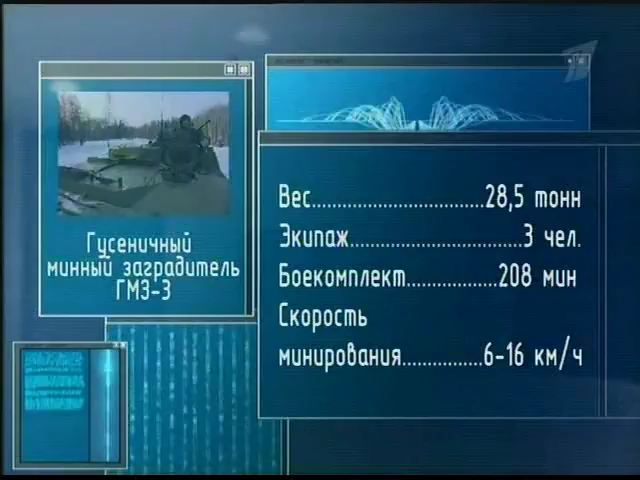 Гусеничный
минный заградитель
ГМЗ-3
Вес..................................28,5 тонн
Экипаж..................................3 чел.
Боекомплект..................208 мин
Скорость
минирования................6-16 км/ч